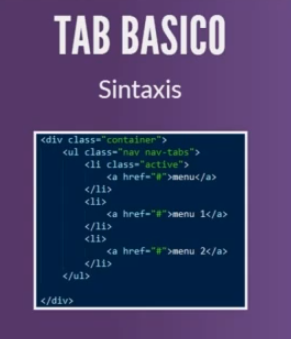 TAB BASICO
Sintaxis
<div class="container">
<ul class="nav nav-tabs">
<li class="active">
<a href="#">menu</a>
</li>
<li>
<a href="#">menu 1</a>
</li>
<li>
<a href="#">menu 2</a>
</li>
</ul>
</div>